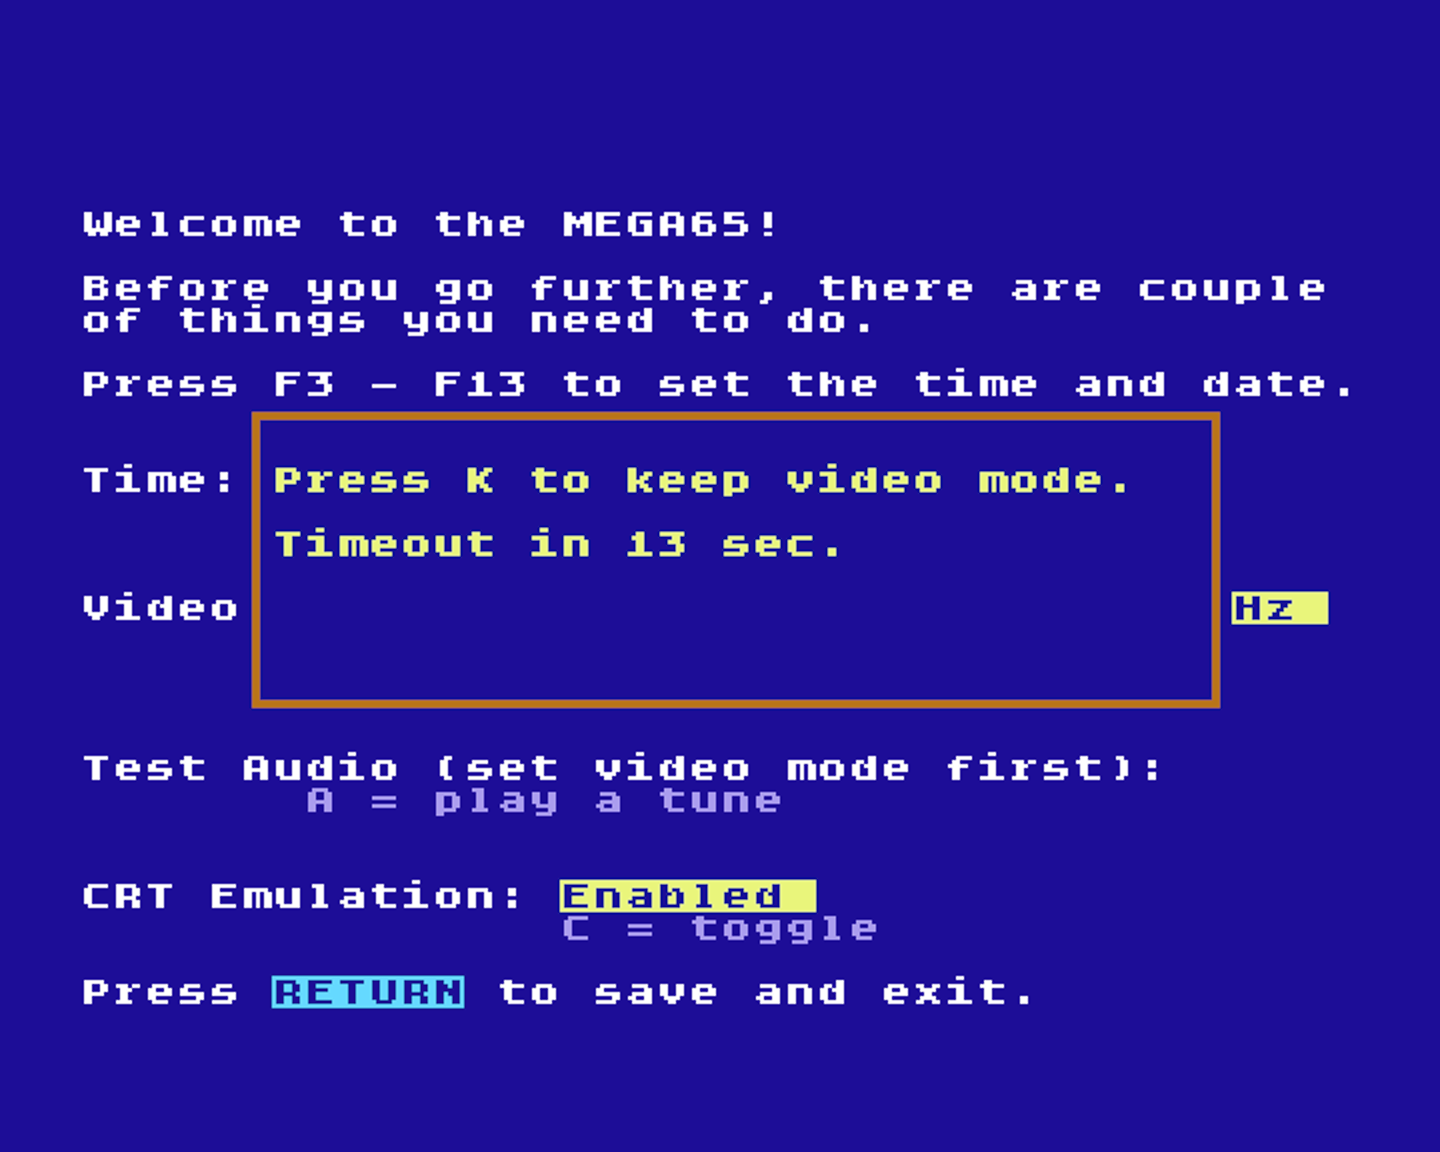 Welcome to the MEGA65!
Before you go further, there are couple
of things you need to do.
Press F3 - F13 to set the time and date.
Time:
Press K to keep video mode.
Timeout in 13 sec.
Video
Hz
Test Audio (set video mode first):
A = play a tune
CRT Emulation: Enabled
C = toggle
Press RETURN to save and exit.